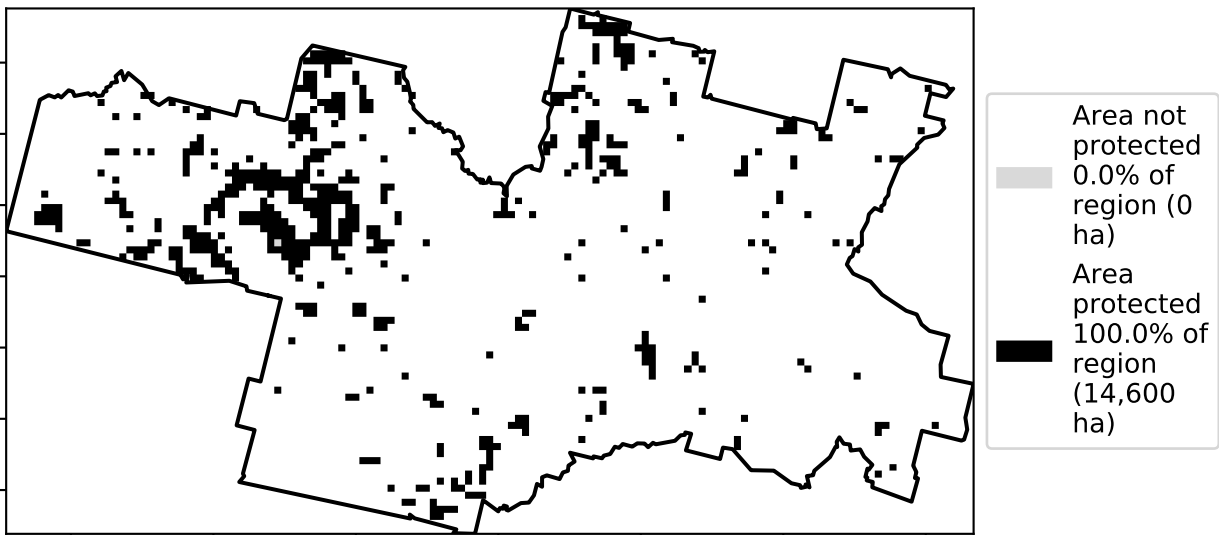 Area not
protected
0.0% of
region (0
ha)
Area
protected
100.0% of
region
(14,600
ha)